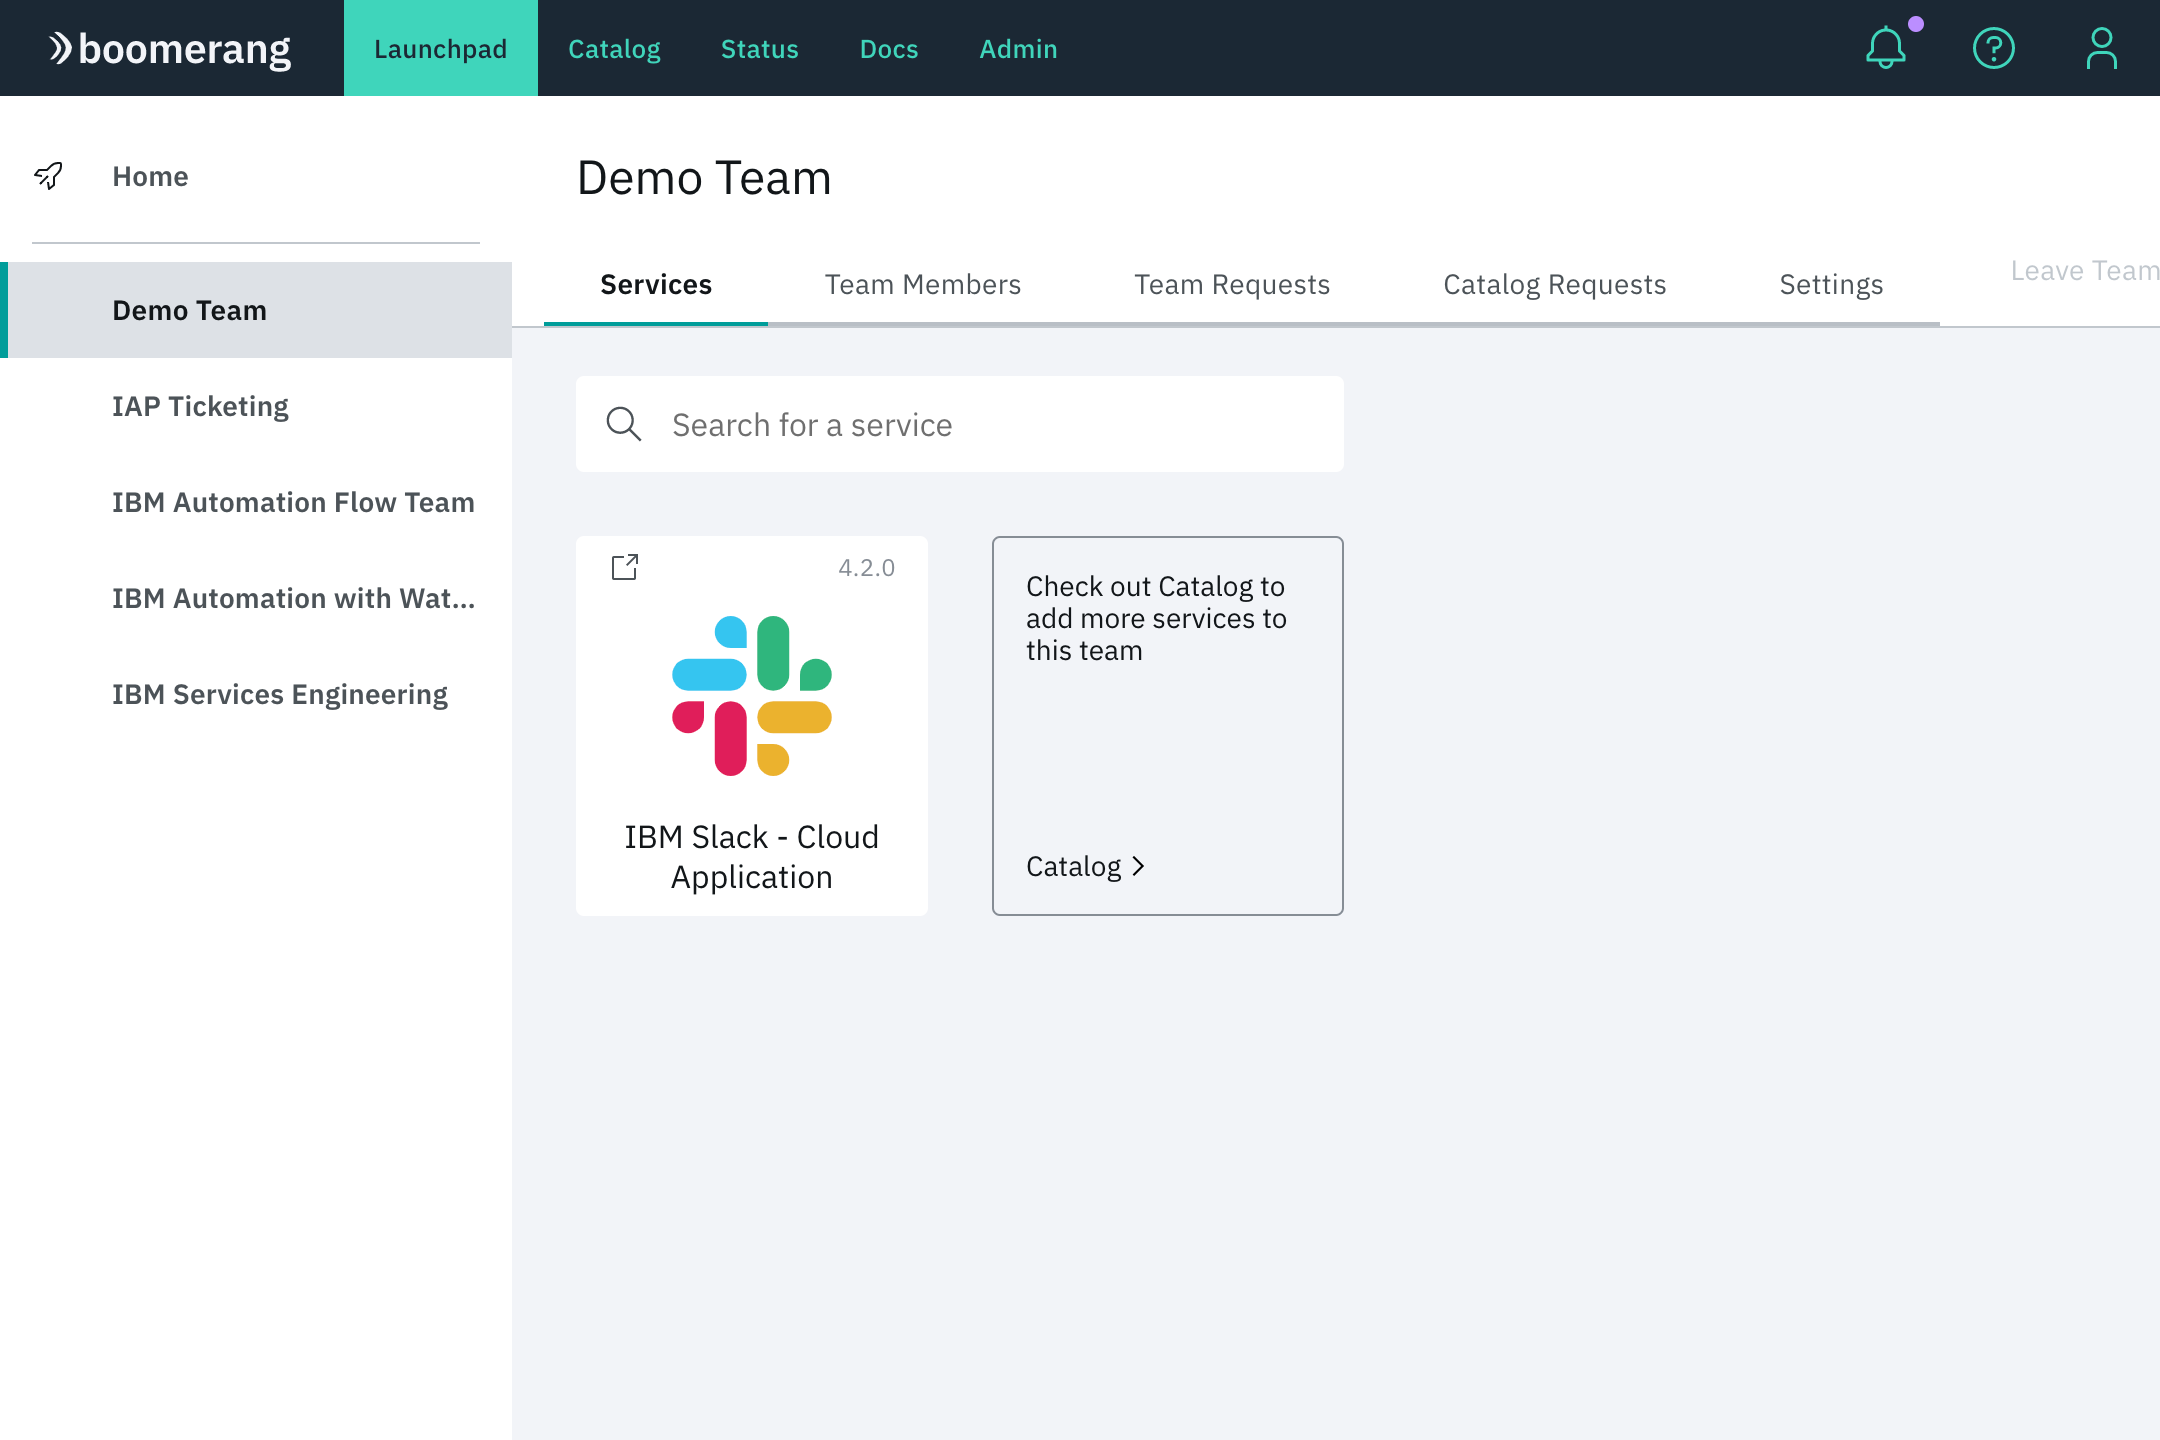 boomerang
Launchpad
Catalog
Status
Docs
Admin
Home
Demo Team
IAP Ticketing
IBM Automation Flow Team
IBM Automation with Wat...
IBM Services Engineering
Demo Team
Services
Team Members
Team Requests
Catalog Requests
Settings
Leave Team
Search for a service
4.2.0
IBM Slack - Cloud
Application
Check out Catalog to
add more services to
this team
Catalog